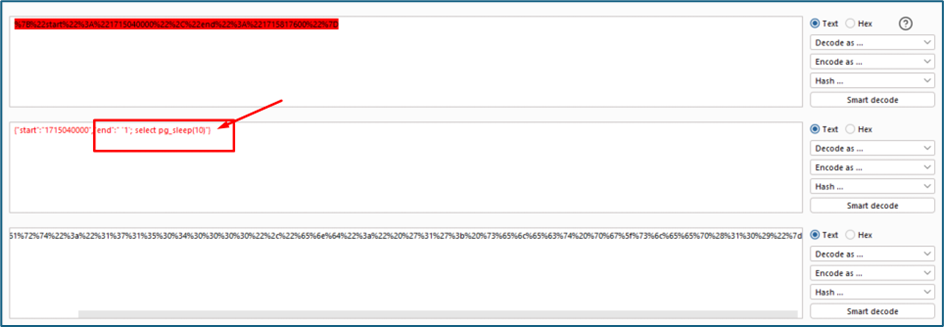 %7B%22start%22%3A%221715040000%22%2C%22end%22%3A%221715817600%22%7D
Text Hex ?
Decode as ...
Encode as ...
Hash ...
Smart decode
{"start":"1715040000", end":" '1'; select pg_sleep(10)"}
Text Hex
Decode as ...
Encode as ...
Hash ...
Smart decode
61%72%74%22%3a%22%31%37%31%35%30%34%30%30%30%30%22%2c%22%65%6e%64%22%3a%22%20%27%31%27%3b%20%73%65%6c%65%63%74%20%70%67%5f%73%6c%65%65%70%28%31%30%29%22%7d
Text Hex
Decode as ...
Encode as ...
Hash ...
Smart decode